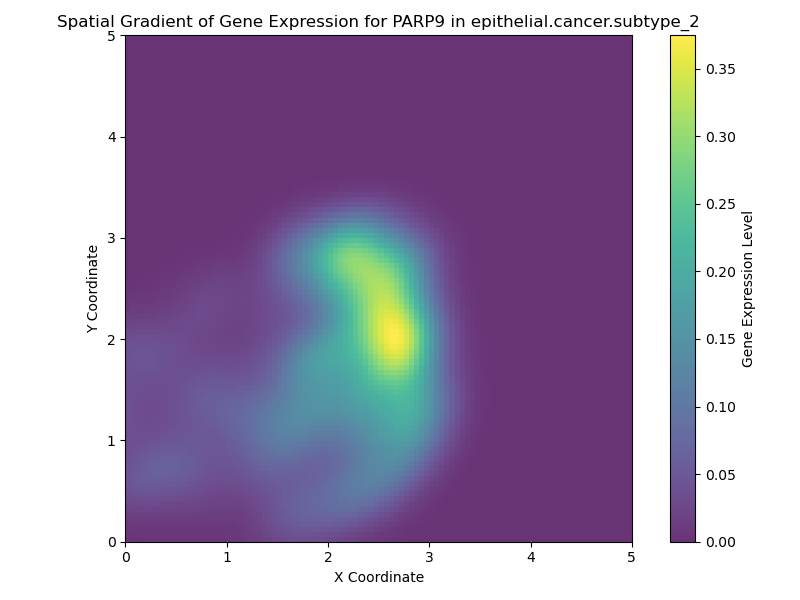 Spatial Gradient of Gene Expression for PARP9 in epithelial.cancer.subtype_2
5
4
3
2
1
0
Y Coordinate
0 1 2 3 4 5
X Coordinate
0.35
0.30
0.25
0.20
0.15
0.10
0.05
0.00
Gene Expression Level